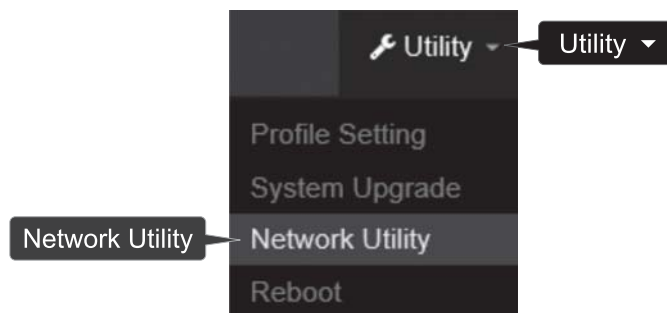 Utility
Utility
Profile Setting
System Upgrade
Network Utility
Network Utility
Reboot